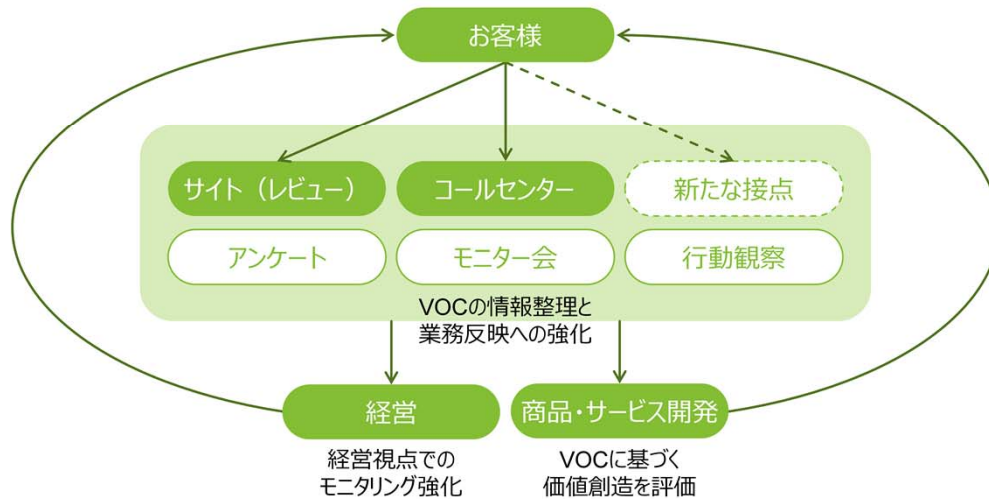 お客様
サイト（レビュー）
コールセンター
新たな接点
アンケート
モニター会
行動観察
VOCの情報整理と
業務反映への強化
経営
商品・サービス開発
経営視点での
モニタリング強化
VOCに基づく
価値創造を評価